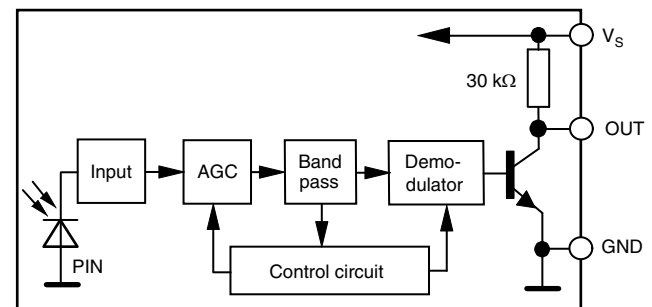 V_S
30 kΩ
OUT
Input
AGC
Band
pass
Demo-
dulator
GND
PIN
Control circuit